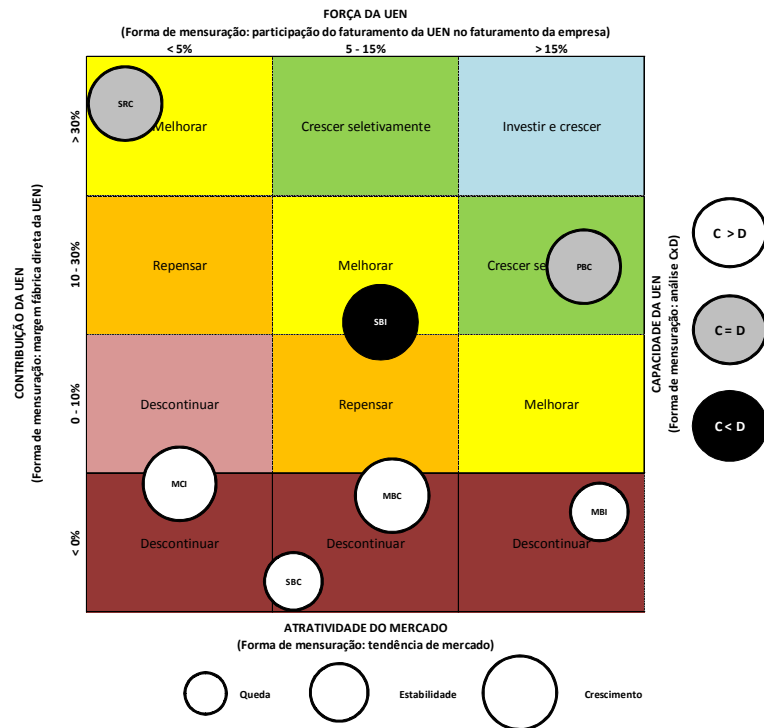 FORÇA DA UEN
(Forma de mensuração: participação do faturamento da UEN no faturamento da empresa)
< 5%
5 - 15%
> 15%
CONTRIBUIÇÃO DA UEN
(Forma de mensuração: margem fábrica direta da UEN)
> 30%
SRC
Melhorar
Crescer seletivamente
Investir e crescer
10 - 30%
Repensar
Melhorar
Crescer se
PBC
SBI
0 - 10%
Descontinuar
Repensar
Melhorar
< 0%
MCI
MBC
MBI
Descontinuar
Descontinuar
Descontinuar
SBC
CAPACIDADE DA UEN
(Forma de mensuração: análise CxD)
C > D
C = D
C < D
ATRATIVIDADE DO MERCADO
(Forma de mensuração: tendência de mercado)
Queda
Estabilidade
Crescimento